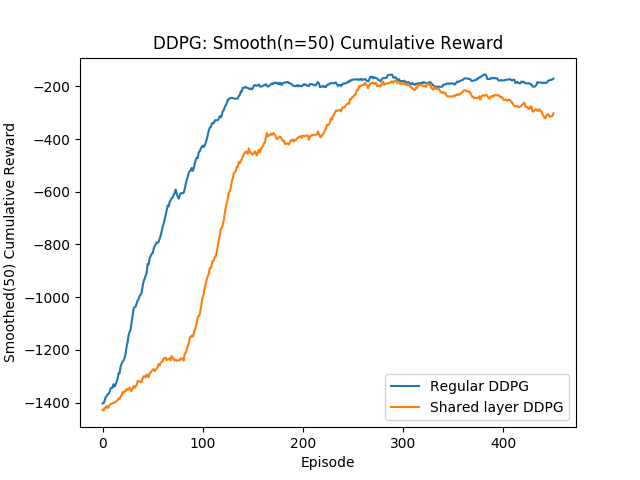 DDPG: Smooth(n=50) Cumulative Reward
Smoothed(50) Cumulative Reward
−200
−400
−600
−800
−1000
−1200
−1400
0
100
200
300
400
Episode
Regular DDPG
Shared layer DDPG